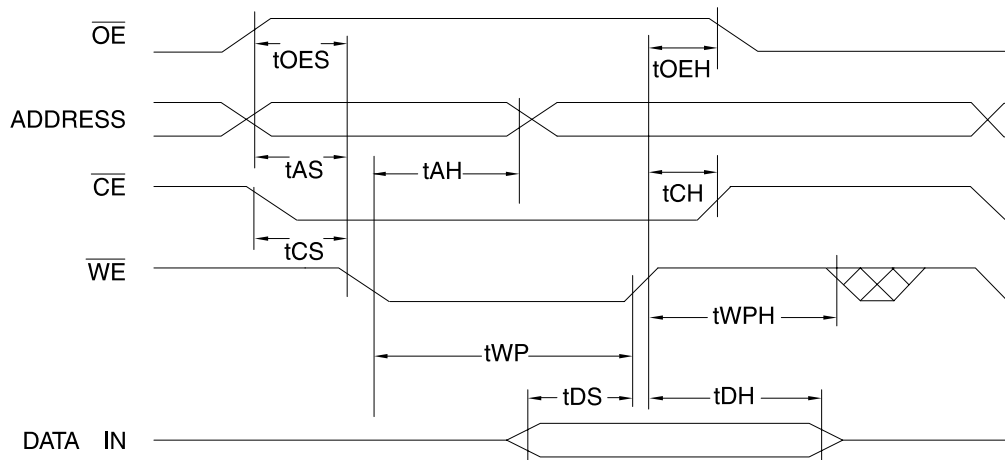 OE
tOES
tOEH
ADDRESS
tAS
tAH
CE
tCH
tCS
WE
tWPH
tWP
tDS
tDH
DATA IN